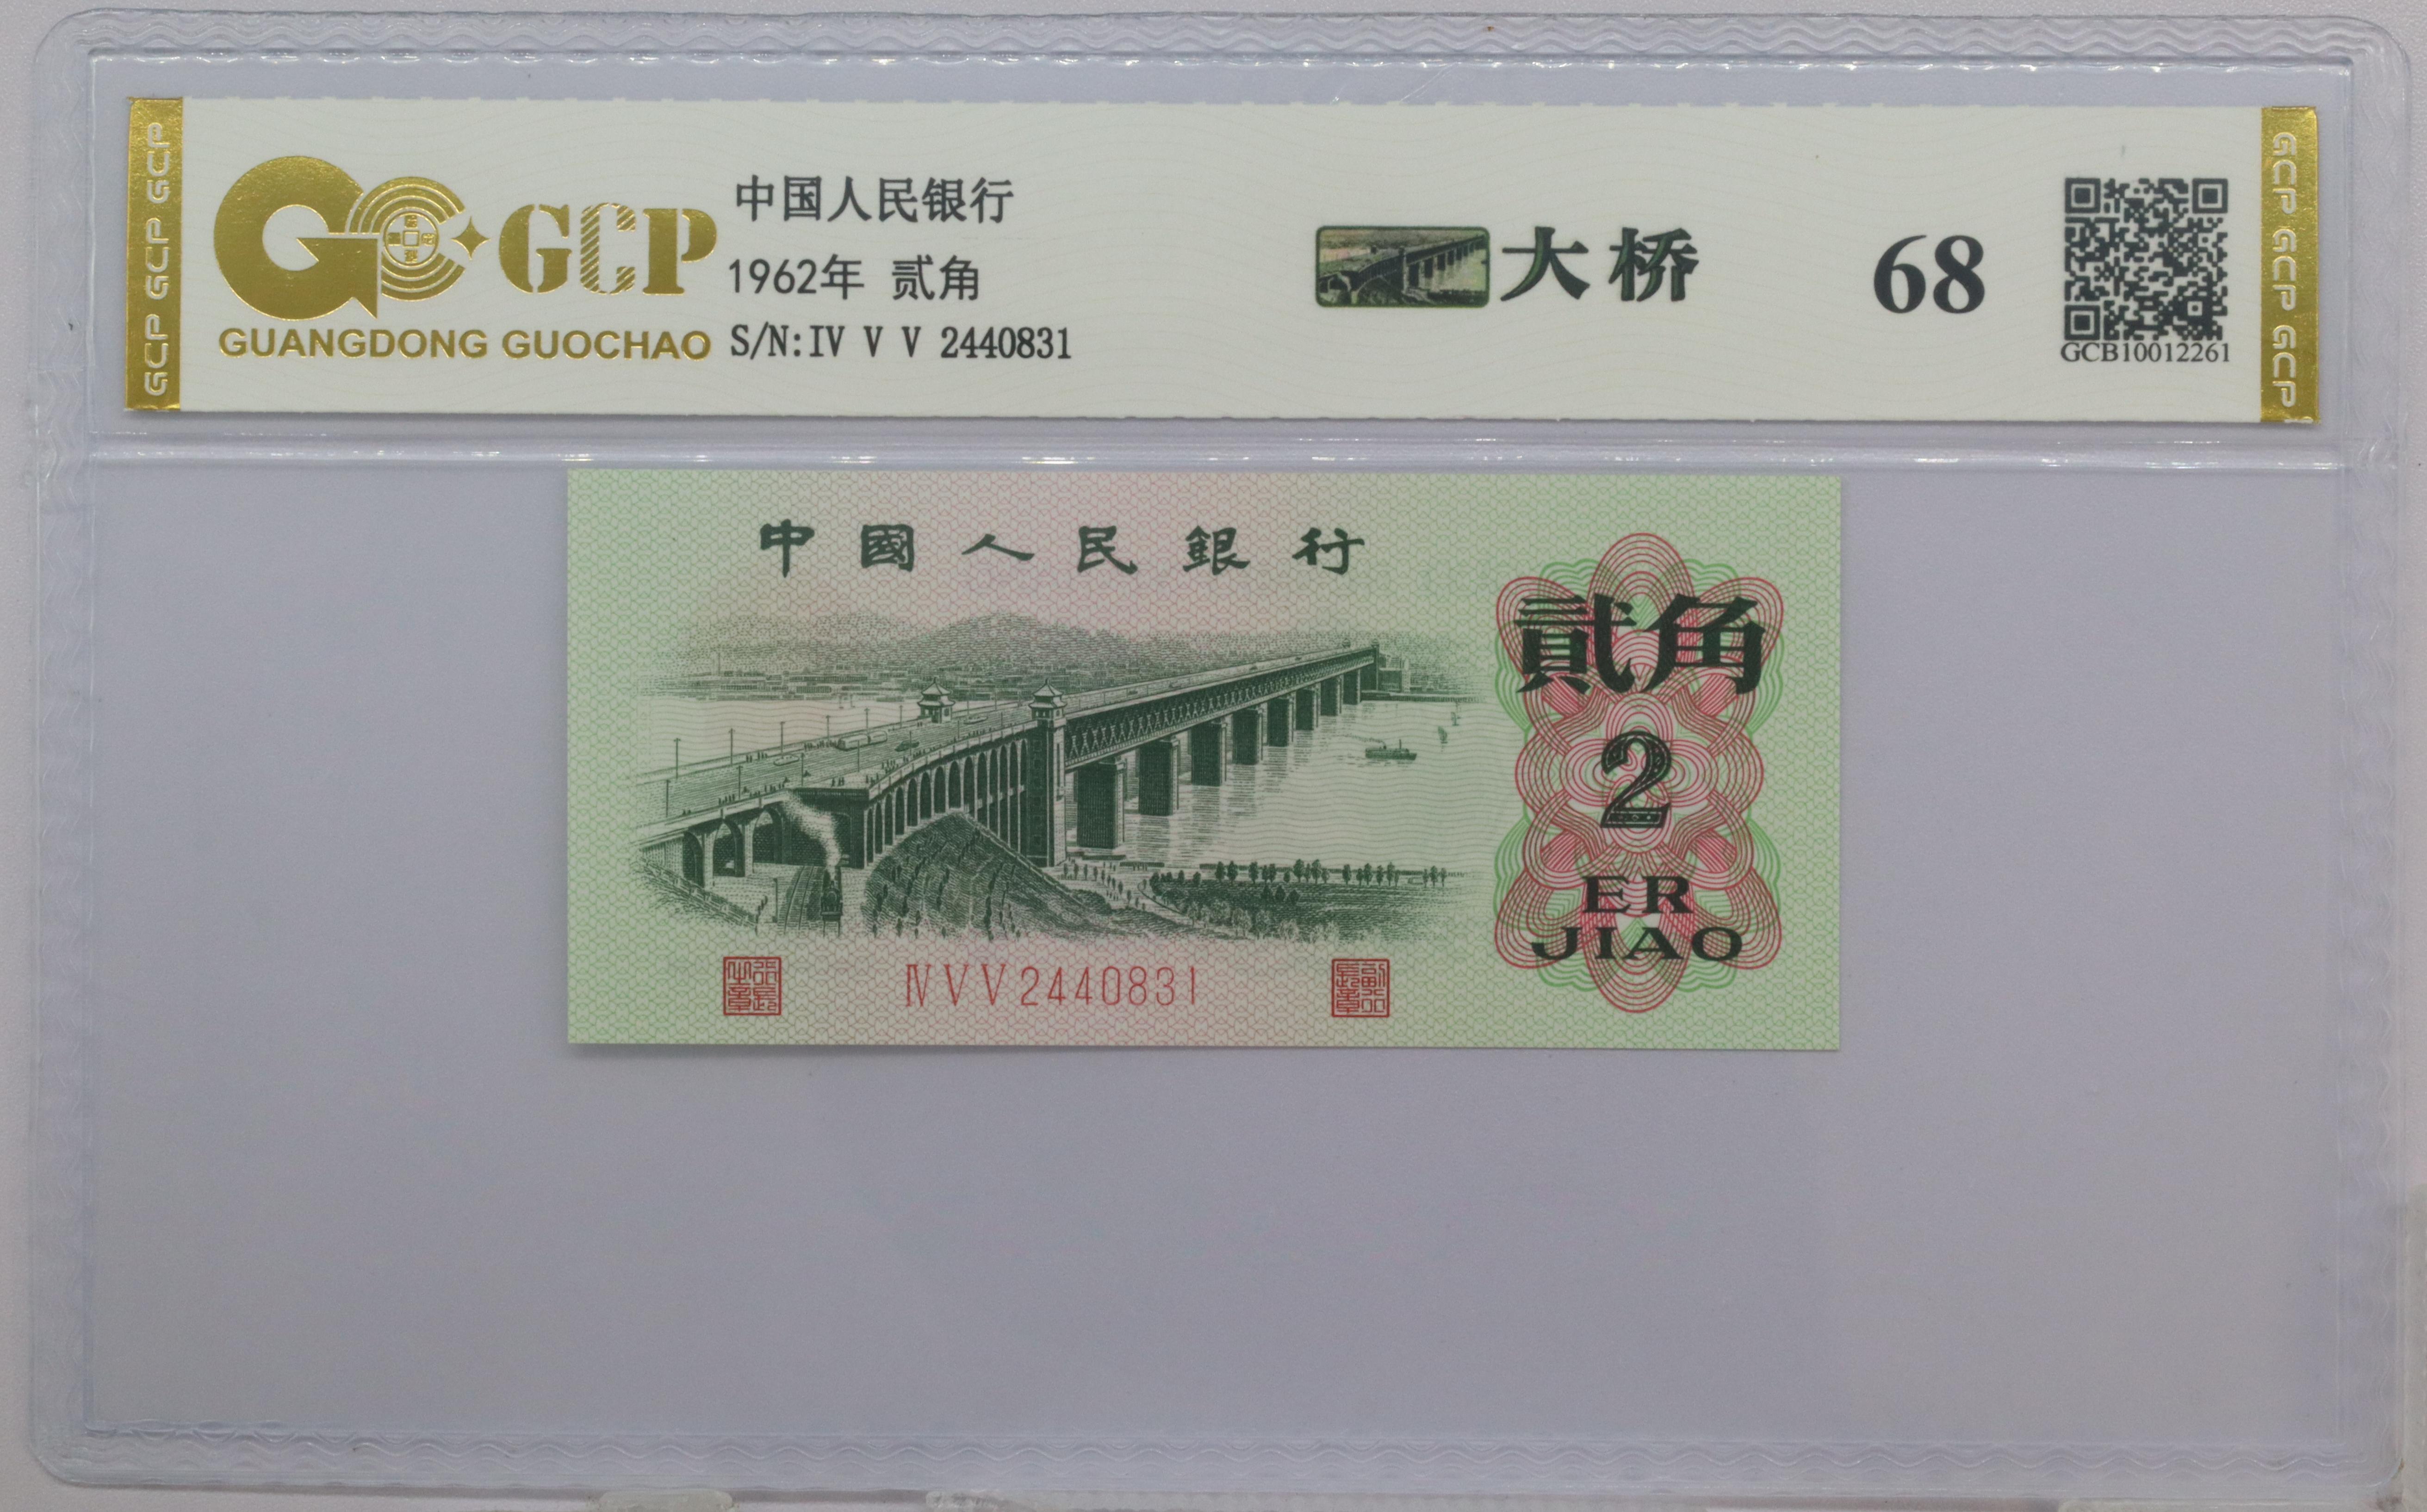 GCP GCP GCP
GCP
GUANGDONG GUOCHAO
中国人民银行
1962年 贰角
S/N:IV V V 2440831
大桥
68
GCB10012261
GCP GCP GCP
中國人民銀行
貳角
2
ER
JIAO
ⅣVV2440831